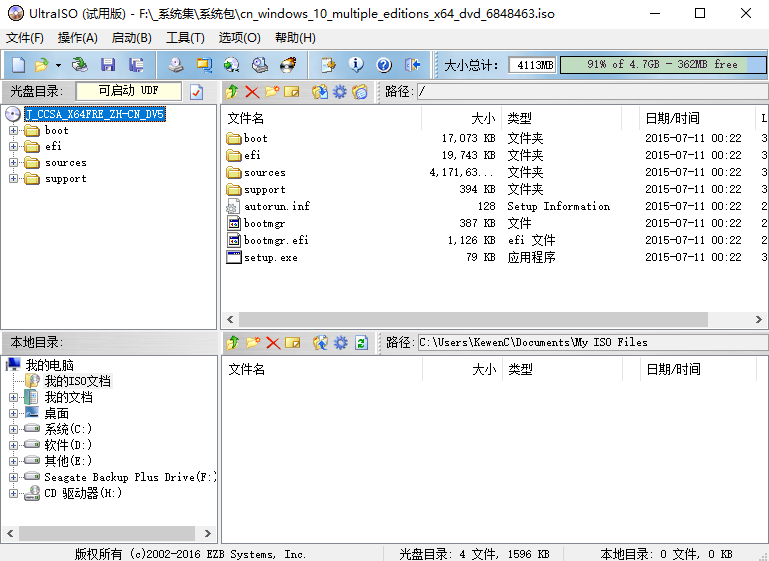 UltraISO (试用版) - F:\_系统集\系统包\cn_windows_10_multiple_editions_x64_dvd_6848463.iso
文件(F) 操作(A) 启动(B) 工具(T) 选项(O) 帮助(H)
大小总计: 4113MB 91% of 4.7GB - 362MB free
光盘目录: 可启动 UDF 路径: /
J_CCSA_X64FRE_ZH-CN_DV5
boot
efi
sources
support
文件名 大小 类型 日期/时间 L
boot 17,073 KB 文件夹 2015-07-11 00:22 3
efi 19,743 KB 文件夹 2015-07-11 00:22 3
sources 4,171,63... 文件夹 2015-07-11 00:22 3
support 394 KB 文件夹 2015-07-11 00:22 3
autorun.inf 128 Setup Information 2015-07-11 00:22 2
bootmgr 387 KB 文件 2015-07-11 00:22 2
bootmgr.efi 1,126 KB efi 文件 2015-07-11 00:22 2
setup.exe 79 KB 应用程序 2015-07-11 00:22 3
本地目录: 路径: C:\Users\KewenC\Documents\My ISO Files
我的电脑
我的ISO文档
我的文档
桌面
系统(C:)
软件(D:)
其他(E:)
Seagate Backup Plus Drive(F:)
CD 驱动器(H:)
文件名 大小 类型 日期/时间
版权所有 (c)2002-2016 EZB Systems, Inc. 光盘目录: 4 文件, 1596 KB 本地目录: 0 文件, 0 KB